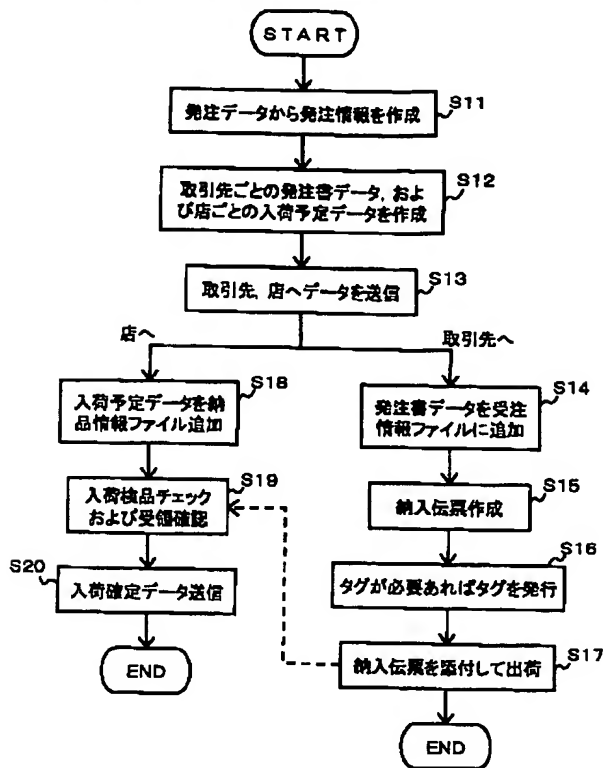 START
S11
発注データから発注情報を作成
S12
取引先ごとの発注書データ, および店ごとの入荷予定データを作成
S13
取引先, 店へデータを送信
店へ
取引先へ
S18
入荷予定データを納
品情報ファイル追加
S19
入荷検品チェック
および受領確認
S20
入荷確定データ送信
END
S14
発注書データを受注
情報ファイルに追加
S15
納入伝票作成
S16
タグが必要あればタグを発行
S17
納入伝票を添付して出荷
END